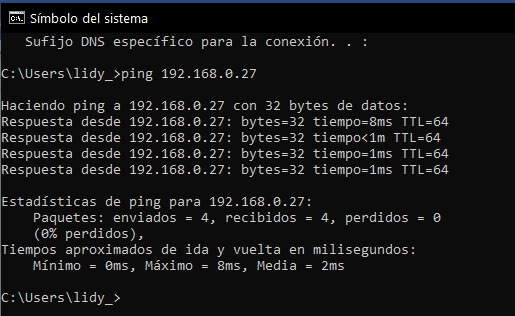 Símbolo del sistema
Sufijo DNS específico para la conexión. . :
C:\Users\lidy_>ping 192.168.0.27
Haciendo ping a 192.168.0.27 con 32 bytes de datos:
Respuesta desde 192.168.0.27: bytes=32 tiempo=8ms TTL=64
Respuesta desde 192.168.0.27: bytes=32 tiempo<1m TTL=64
Respuesta desde 192.168.0.27: bytes=32 tiempo=1ms TTL=64
Respuesta desde 192.168.0.27: bytes=32 tiempo=1ms TTL=64
Estadísticas de ping para 192.168.0.27:
Paquetes: enviados = 4, recibidos = 4, perdidos = 0
(0% perdidos),
Tiempos aproximados de ida y vuelta en milisegundos:
Mínimo = 0ms, Máximo = 8ms, Media = 2ms
C:\Users\lidy_>